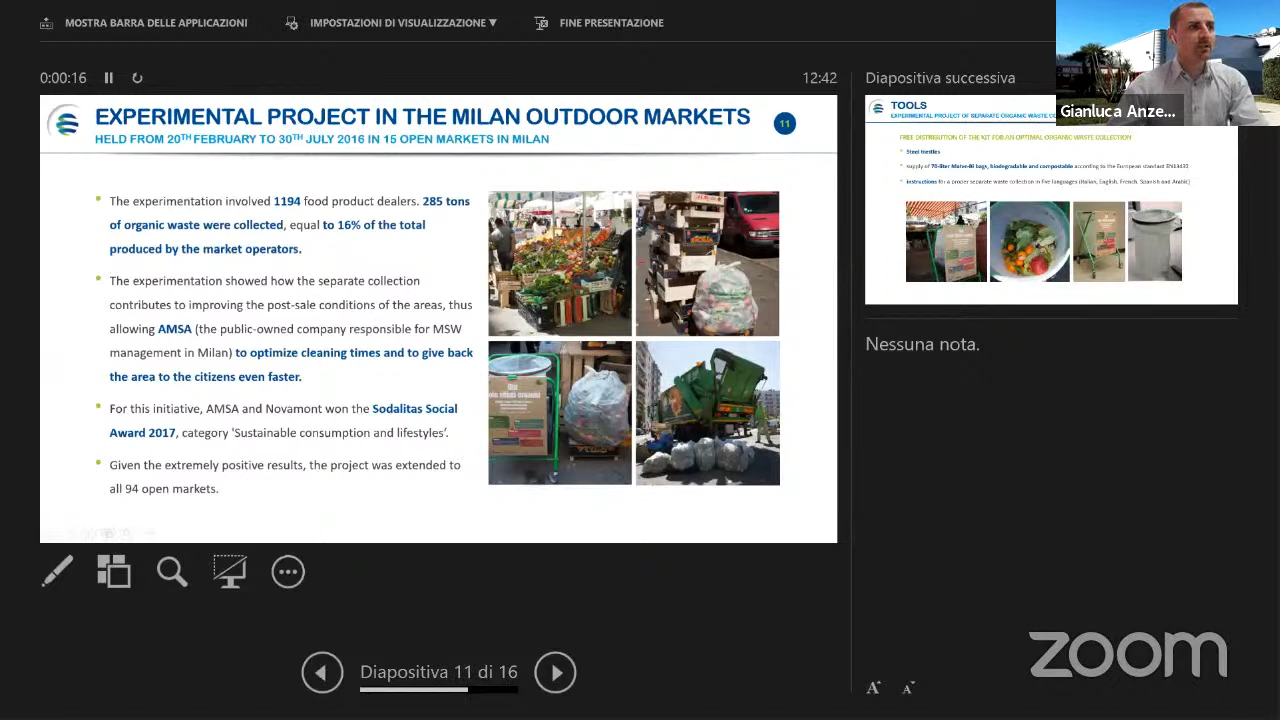 MOSTRA BARRA DELLE APPLICAZIONI
IMPOSTAZIONI DI VISUALIZZAZIONE ▼
FINE PRESENTAZIONE
0:00:16
12:42
EXPERIMENTAL PROJECT IN THE MILAN OUTDOOR MARKETS
11
HELD FROM 20TH FEBRUARY TO 30TH JULY 2016 IN 15 OPEN MARKETS IN MILAN
The experimentation involved 1194 food product dealers. 285 tons
of organic waste were collected, equal to 16% of the total
produced by the market operators.
The experimentation showed how the separate collection
contributes to improving the post-sale conditions of the areas, thus
allowing AMSA (the public-owned company responsible for MSW
management in Milan) to optimize cleaning times and to give back
the area to the citizens even faster.
For this initiative, AMSA and Novamont won the Sodalitas Social
Award 2017, category 'Sustainable consumption and lifestyles'.
Given the extremely positive results, the project was extended to
all 94 open markets.
Diapositiva 11 di 16
Diapositiva successiva
Gianluca Anze...
TOOLS
EXPERIMENTAL PROJECT OF SEPARATE ORGANIC WASTE
FREE DISTRIBUTION OF THE KIT FOR AN OPTIMAL ORGANIC WASTE COLLECTION
Steel trestles
supply of 70-liter Mater-Bi bags, biodegradable and compostable according to the European standard EN13432
instructions for a proper separate waste collection in five languages (Italian, English, French, Spanish and Arabic)
Nessuna nota.
A A
zoom